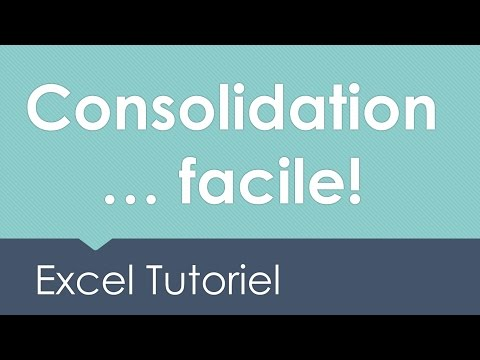 Consolidation
... facile!
Excel Tutoriel